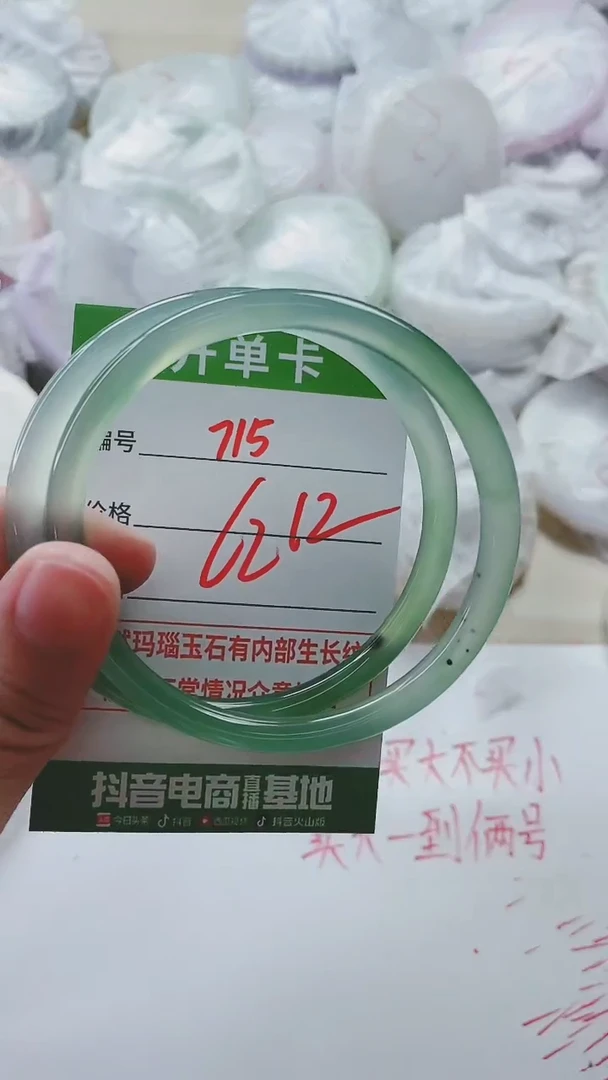 开单卡
编号 715
价格 6212
玛瑙玉石有内部生长纹
正常情况介意
抖音电商直播基地
今日头条 抖音 西瓜视频 抖音火山版
买大不买小
买大一到俩号